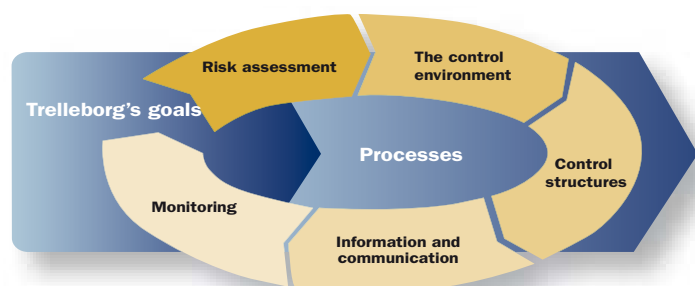 Risk assessment
The control
environment
Trelleborg's goals
Processes
Control
structures
Monitoring
Information and
communication